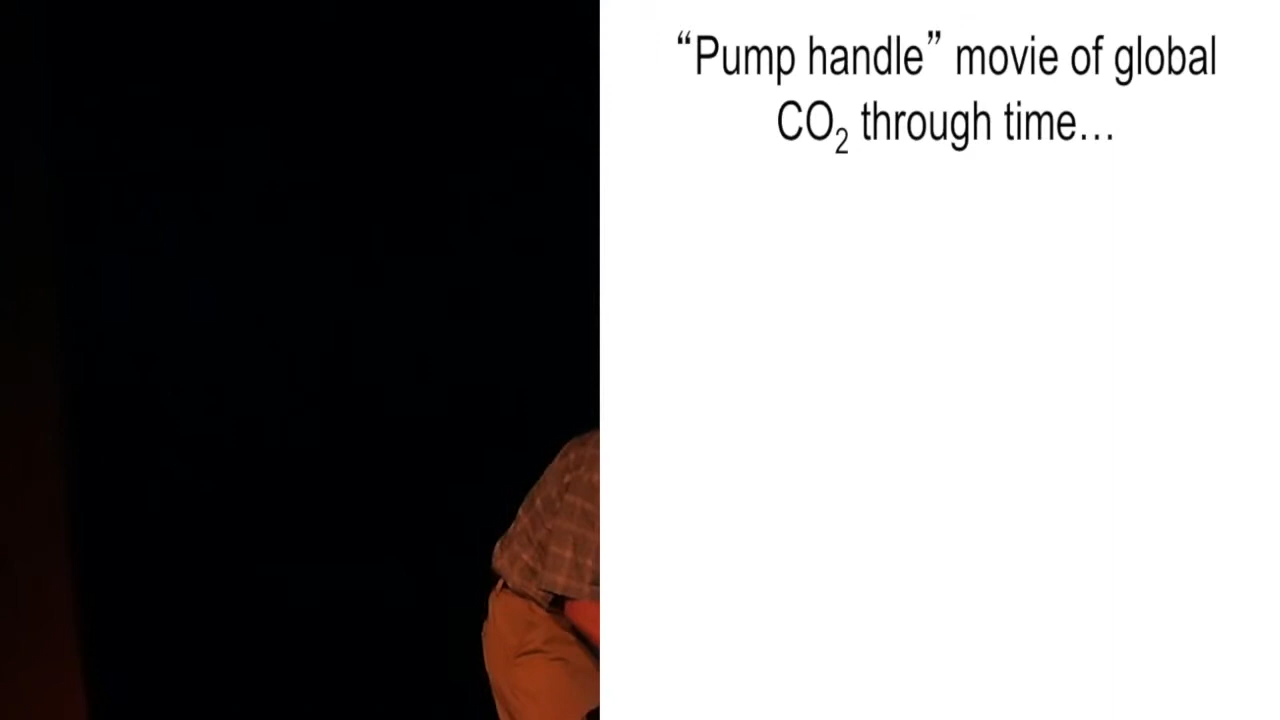 “Pump handle” movie of global
CO₂ through time…